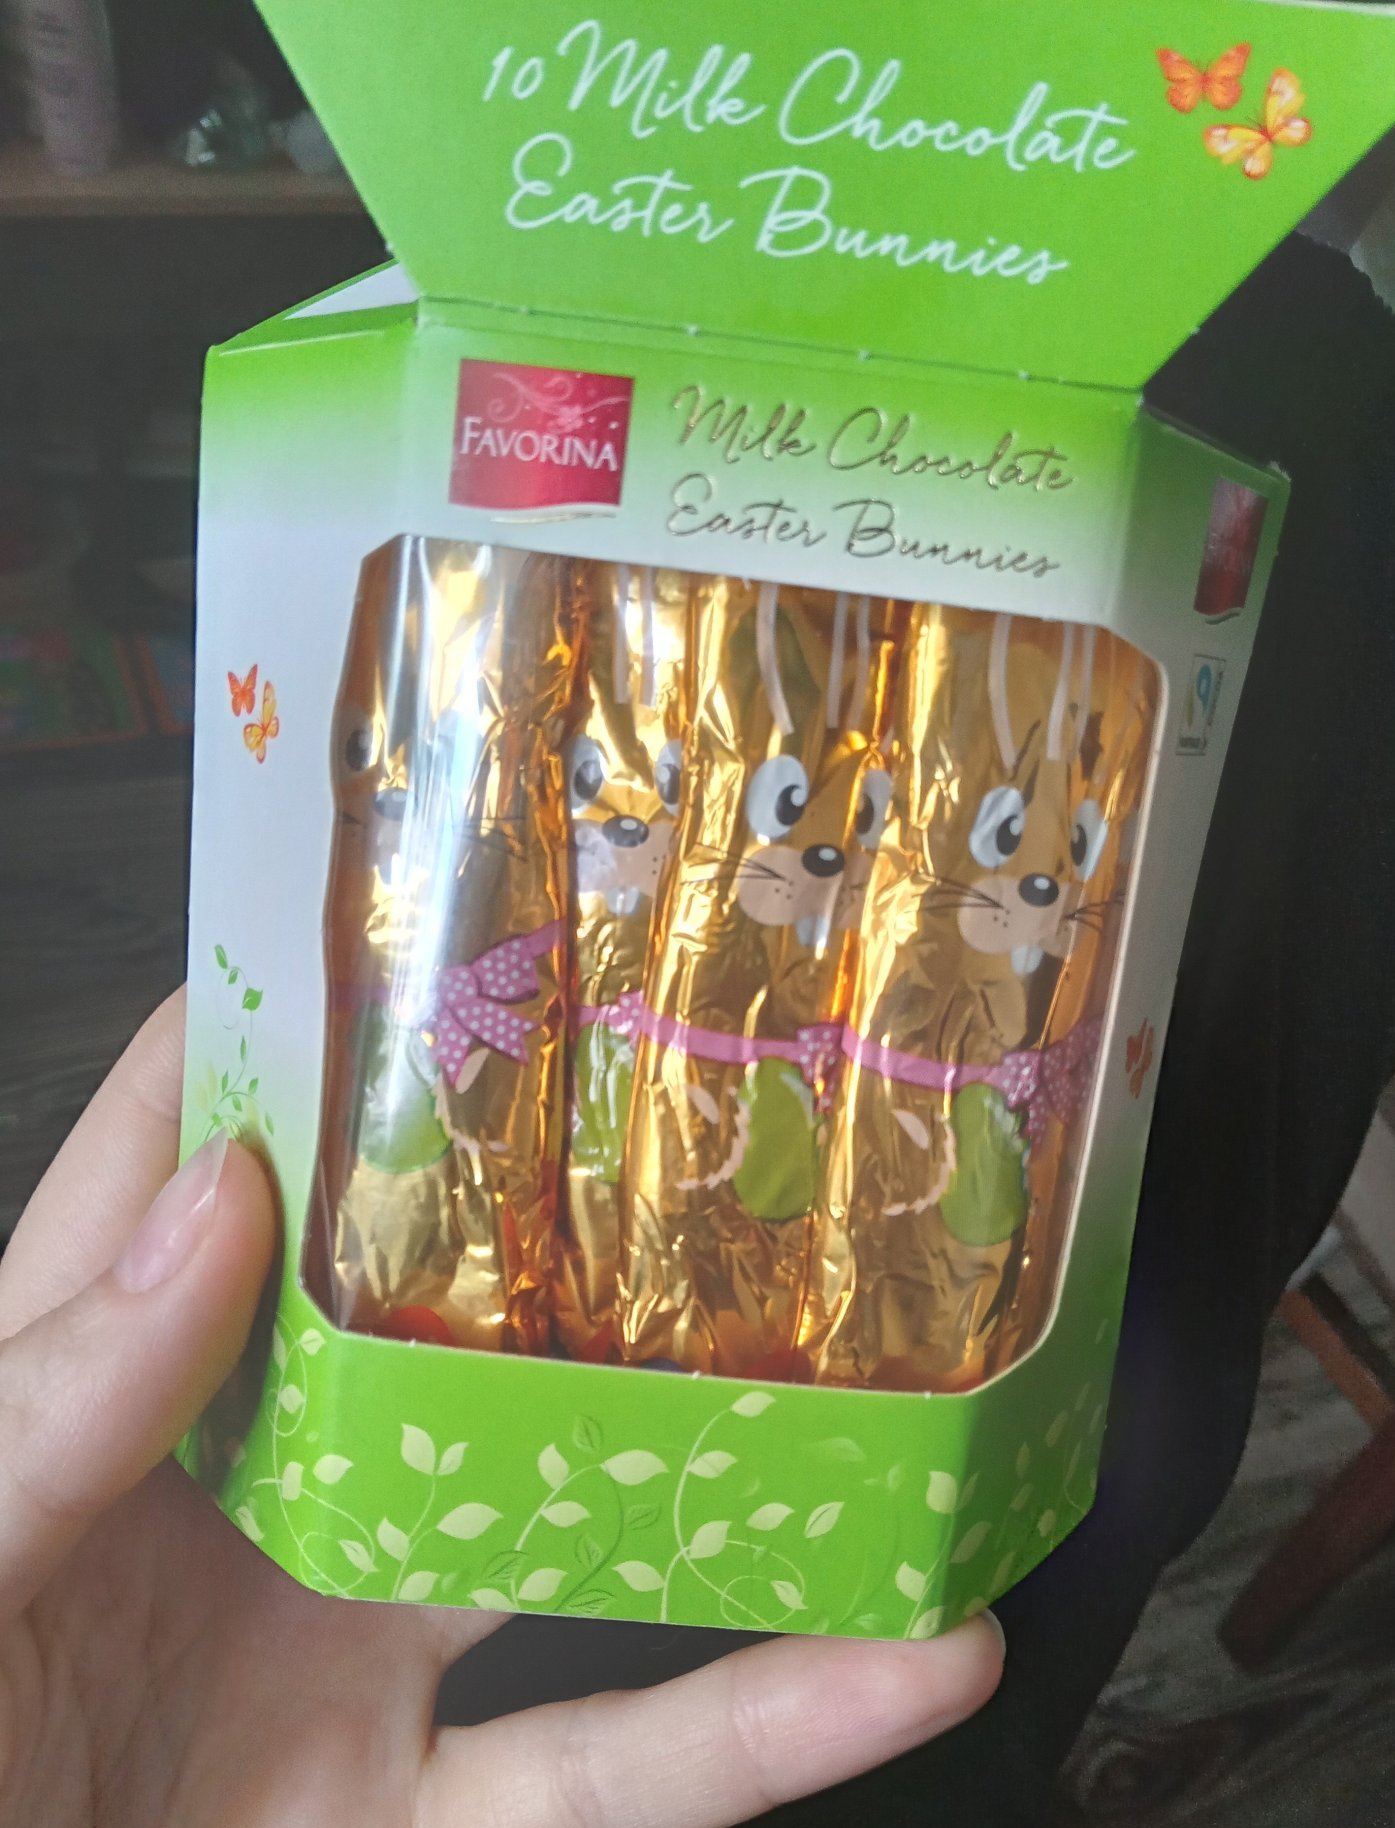 10 Milk Chocolate
Easter Bunnies
FAVORINA
Milk Chocolate
Easter Bunnies